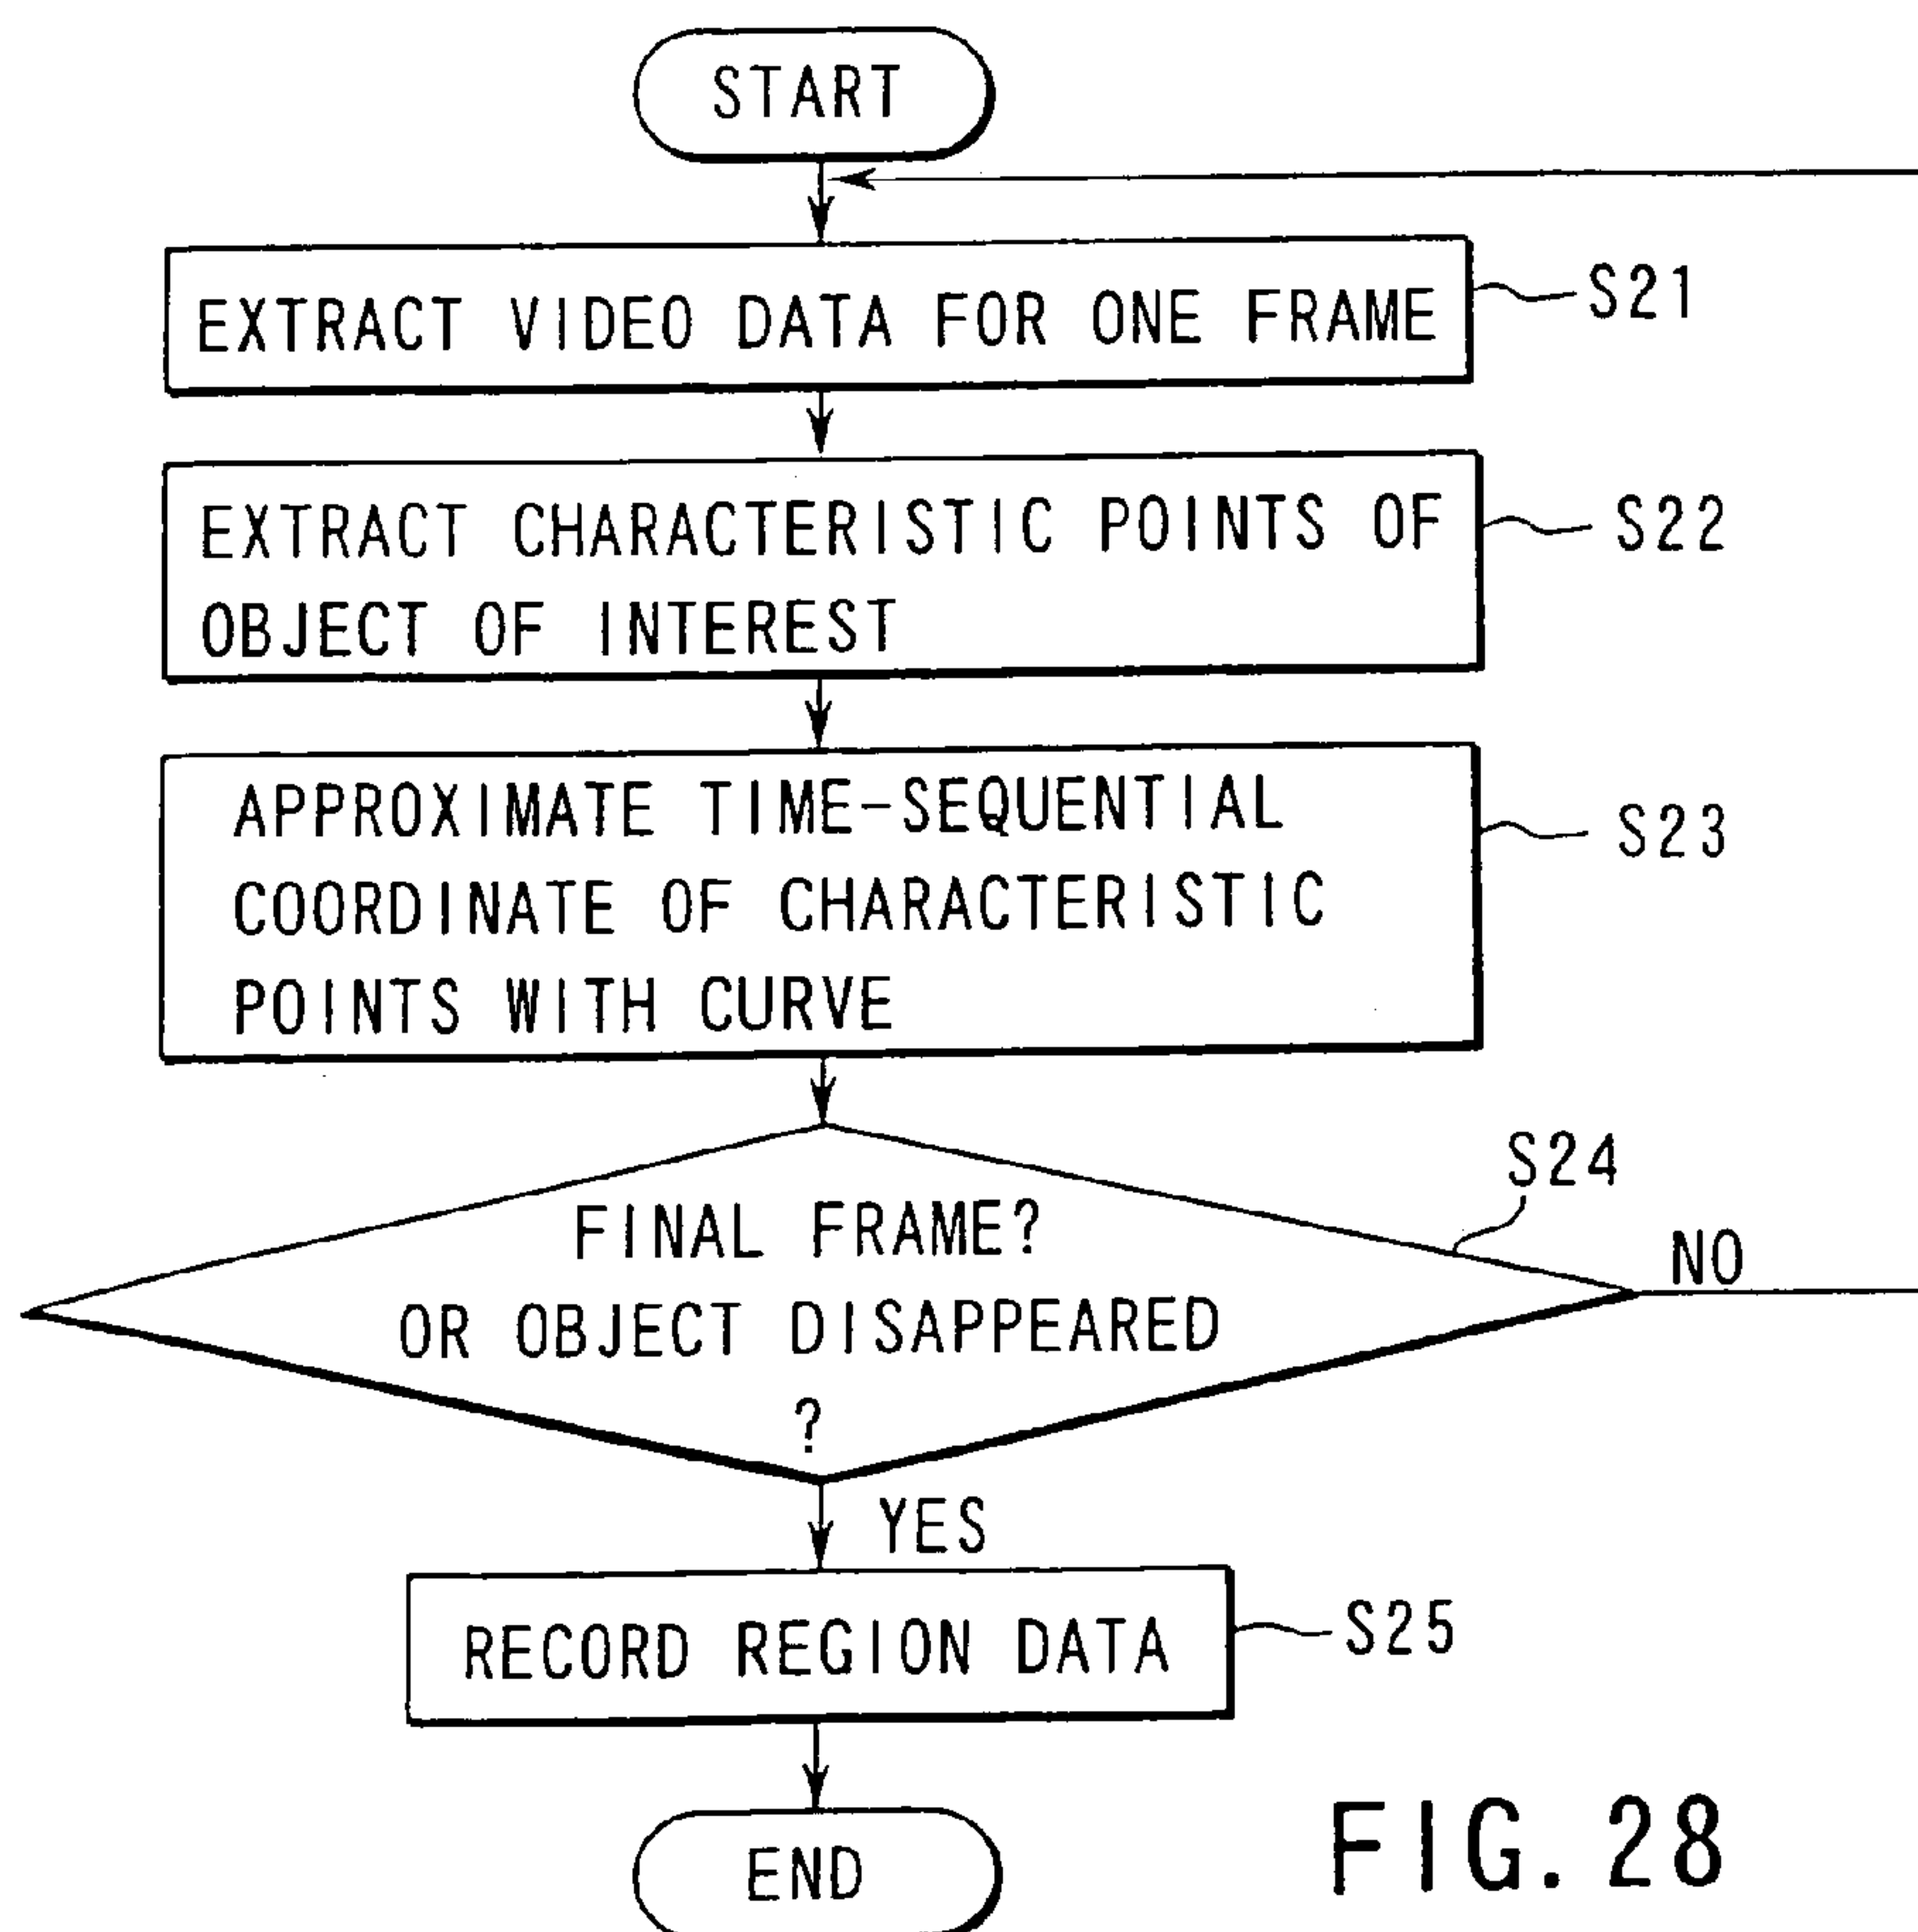 START
EXTRACT VIDEO DATA FOR ONE FRAME
S21
EXTRACT CHARACTERISTIC POINTS OF
OBJECT OF INTEREST
S22
APPROXIMATE TIME-SEQUENTIAL
COORDINATE OF CHARACTERISTIC
POINTS WITH CURVE
S23
FINAL FRAME?
OR OBJECT DISAPPEARED
?
S24
NO
YES
RECORD REGION DATA
S25
END
FIG. 28